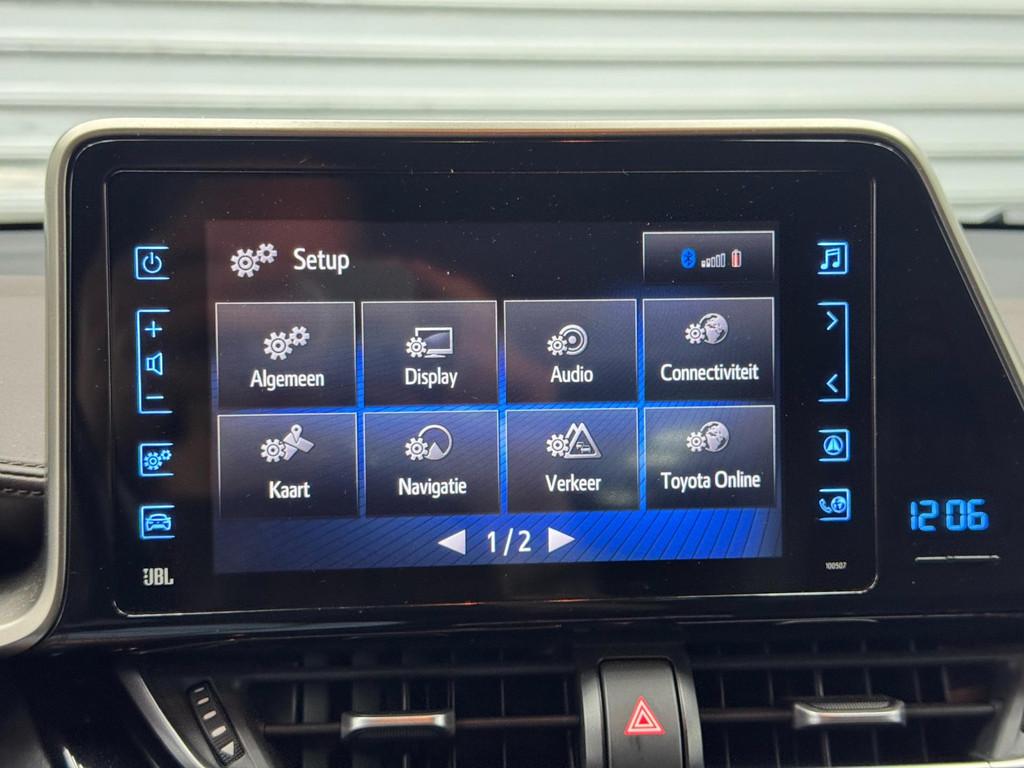 Setup
Algemeen
Display
Audio
Connectiviteit
Kaart
Navigatie
Verkeer
Toyota Online
1/2
JBL
100507
12:06